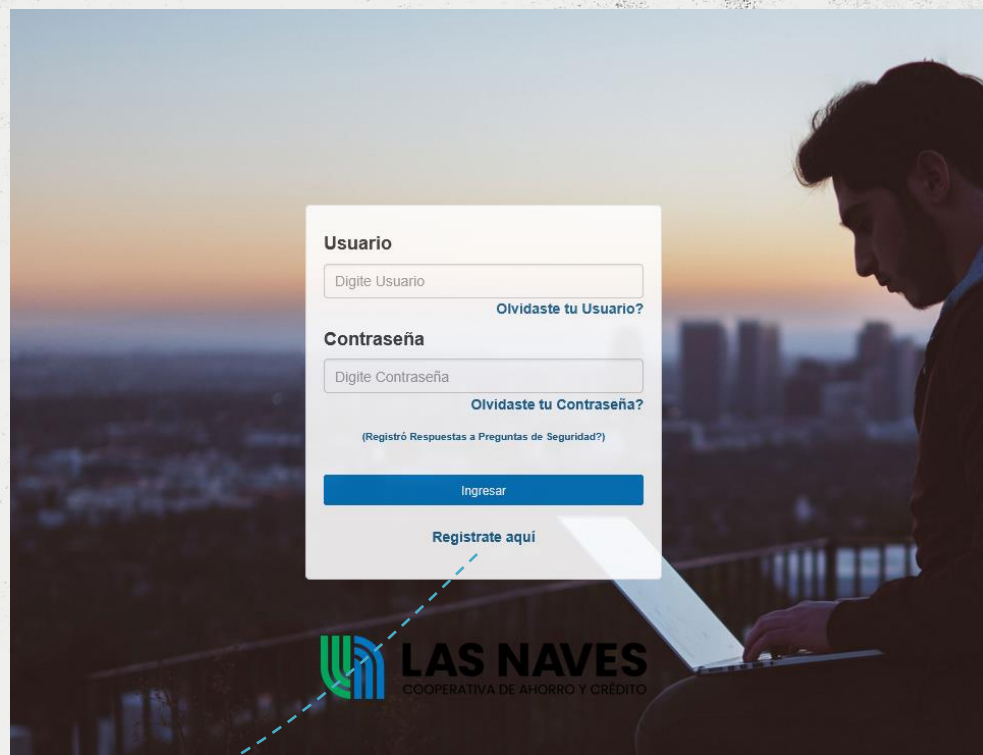 Usuario
Digite Usuario
Olvidaste tu Usuario?
Contraseña
Digite Contraseña
Olvidaste tu Contraseña?
(Registró Respuestas a Preguntas de Seguridad?)
Ingresar
Registrate aquí
LAS NAVES
COOPERATIVA DE AHORRO Y CRÉDITO